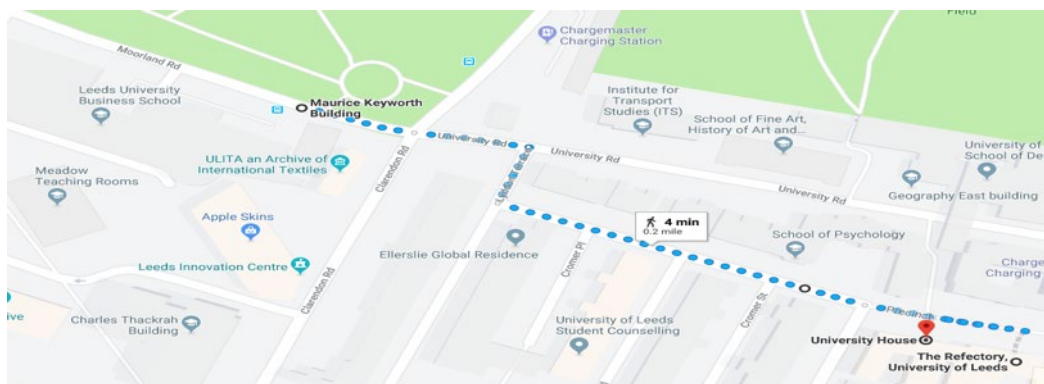 Field
Chargemaster
Charging Station
Moorland Rd
Leeds University
Business School
Maurice Keyworth
Building
Institute for
Transport
Studies (ITS)
School of Fine Art,
History of Art and...
University Rd
University Rd
University of
School of De
ULITA an Archive of
International Textiles
Clarendon Rd
Meadow
Teaching Rooms
University Rd
Geography East building
Apple Skins
4 min
0.2 mile
School of Psychology
Ellerslie Global Residence
Cromer Pl
Leeds Innovation Centre
Charge
Charging
Clarendon Rd
Cromer St
ive
Charles Thackrah
Building
University of Leeds
Student Counselling
University House
The Refectory,
University of Leeds